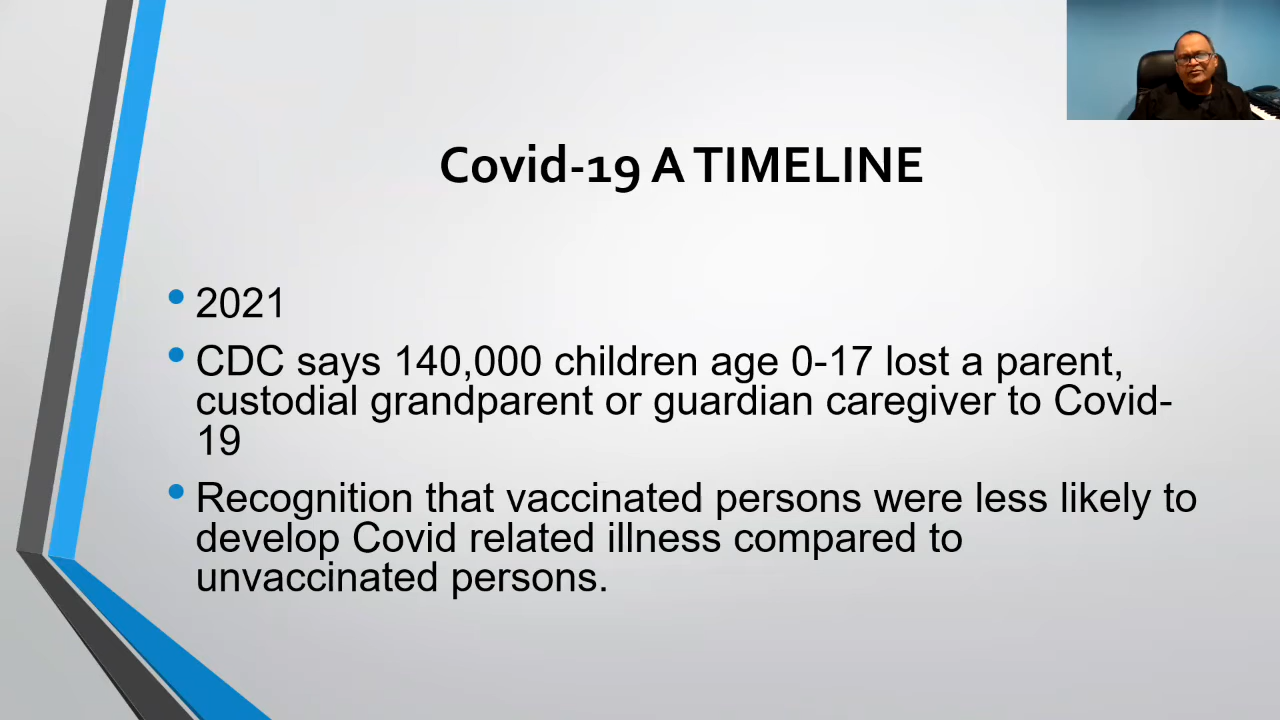 Covid-19 A TIMELINE
• 2021
• CDC says 140,000 children age 0-17 lost a parent,
custodial grandparent or guardian caregiver to Covid-
19
• Recognition that vaccinated persons were less likely to
develop Covid related illness compared to
unvaccinated persons.